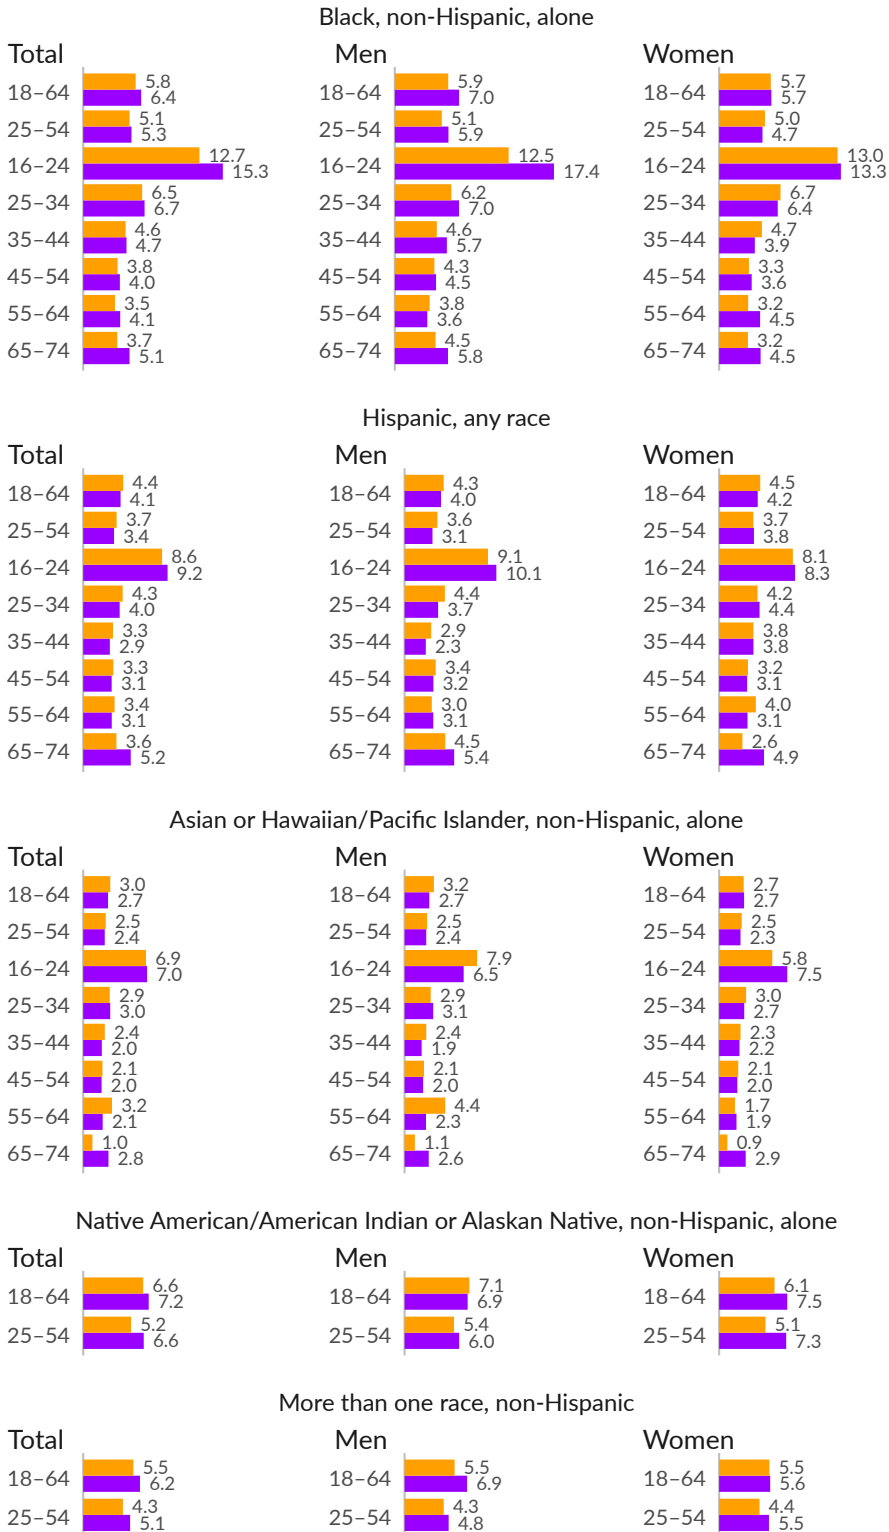 Black, non-Hispanic, alone
Total Men Women
18–64 5.8 6.4 18–64 5.9 7.0 18–64 5.7 5.7
25–54 5.1 5.3 25–54 5.1 5.9 25–54 5.0 4.7
16–24 12.7 15.3 16–24 12.5 17.4 16–24 13.0 13.3
25–34 6.5 6.7 25–34 6.2 7.0 25–34 6.7 6.4
35–44 4.6 4.7 35–44 4.6 5.7 35–44 4.7 3.9
45–54 3.8 4.0 45–54 4.3 4.5 45–54 3.3 3.6
55–64 3.5 4.1 55–64 3.8 3.6 55–64 3.2 4.5
65–74 3.7 5.1 65–74 4.5 5.8 65–74 3.2 4.5
Hispanic, any race
Total Men Women
18–64 4.4 4.1 18–64 4.3 4.0 18–64 4.5 4.2
25–54 3.7 3.4 25–54 3.6 3.1 25–54 3.7 3.8
16–24 8.6 9.2 16–24 9.1 10.1 16–24 8.1 8.3
25–34 4.3 4.0 25–34 4.4 3.7 25–34 4.2 4.4
35–44 3.3 2.9 35–44 2.9 2.3 35–44 3.8 3.8
45–54 3.3 3.1 45–54 3.4 3.2 45–54 3.2 3.1
55–64 3.4 3.1 55–64 3.0 3.1 55–64 4.0 3.1
65–74 3.6 5.2 65–74 4.5 5.4 65–74 2.6 4.9
Asian or Hawaiian/Pacific Islander, non-Hispanic, alone
Total Men Women
18–64 3.0 2.7 18–64 3.2 2.7 18–64 2.7 2.7
25–54 2.5 2.4 25–54 2.5 2.4 25–54 2.5 2.3
16–24 6.9 7.0 16–24 7.9 6.5 16–24 5.8 7.5
25–34 2.9 3.0 25–34 2.9 3.1 25–34 3.0 2.7
35–44 2.4 2.0 35–44 2.4 1.9 35–44 2.3 2.2
45–54 2.1 2.0 45–54 2.1 2.0 45–54 2.1 2.0
55–64 3.2 2.1 55–64 4.4 2.3 55–64 1.7 1.9
65–74 1.0 2.8 65–74 1.1 2.6 65–74 0.9 2.9
Native American/American Indian or Alaskan Native, non-Hispanic, alone
Total Men Women
18–64 6.6 7.2 18–64 7.1 6.9 18–64 6.1 7.5
25–54 5.2 6.6 25–54 5.4 6.0 25–54 5.1 7.3
More than one race, non-Hispanic
Total Men Women
18–64 5.5 6.2 18–64 5.5 6.9 18–64 5.5 5.6
25–54 4.3 5.1 25–54 4.3 4.8 25–54 4.4 5.5